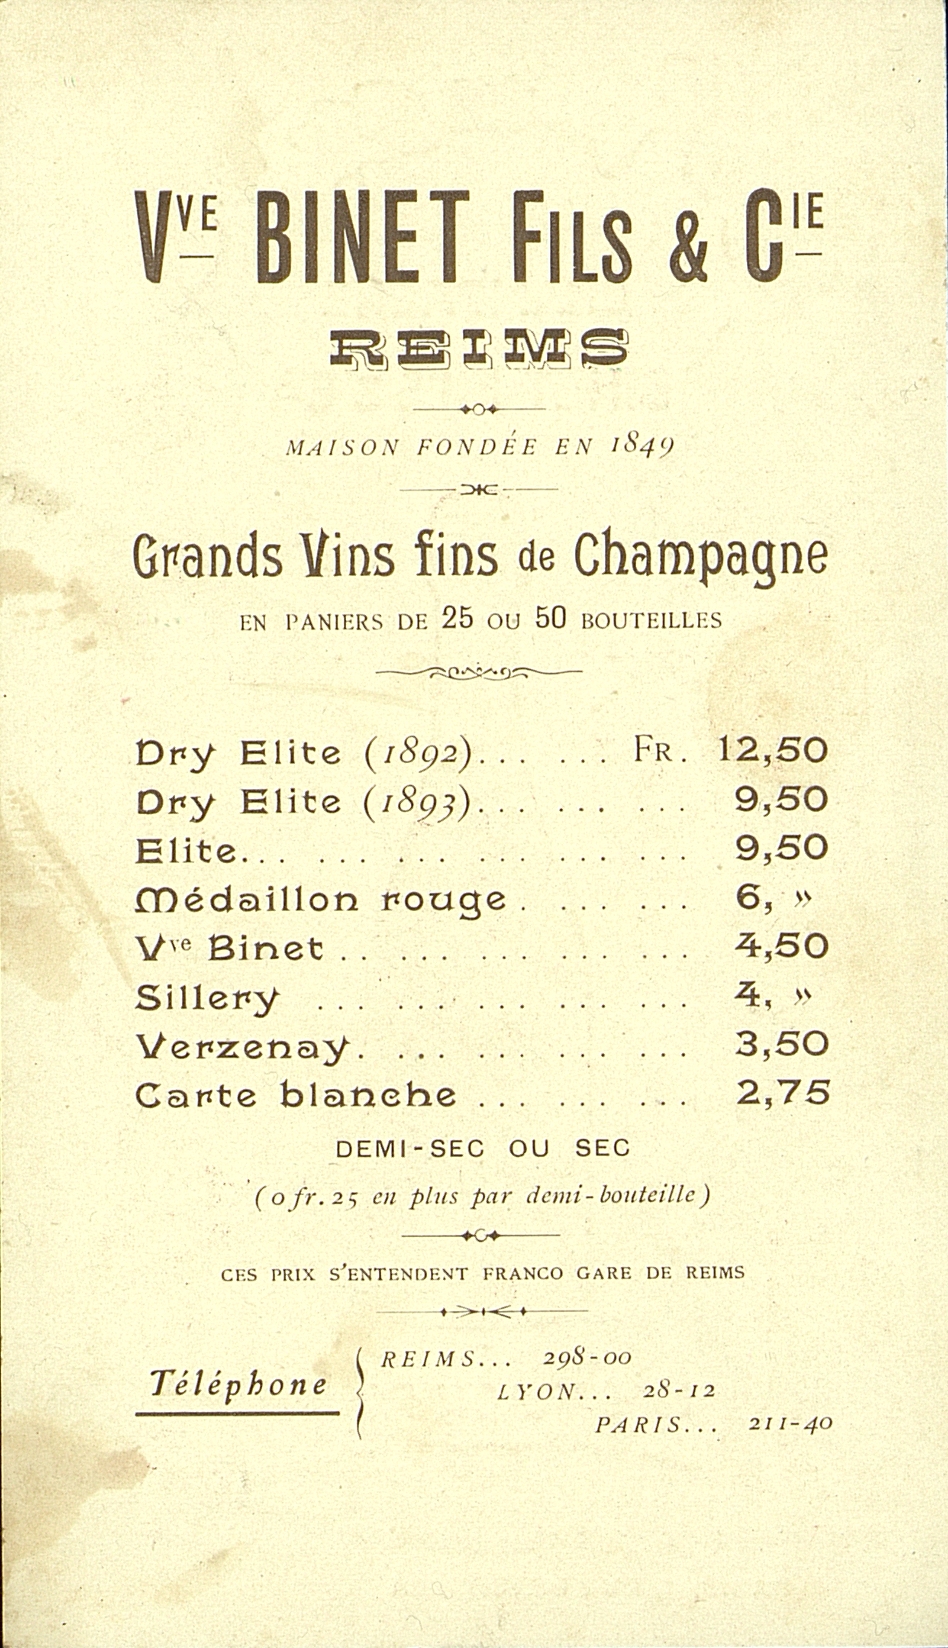 Vve BINET FILS & CIE
REIMS
MAISON FONDÉE EN 1849
Grands Vins fins de Champagne
EN PANIERS DE 25 OU 50 BOUTEILLES
Dry Elite (1892)... ... FR. 12,50
Dry Elite (1893)... ... ... 9,50
Elite... ... ... ... ... ... 9,50
Médaillon rouge . ... ... 6, »
Vve Binet .. ... ... ... ... 4,50
Sillery ... ... ... ... ... 4, »
Verzenay. ... ... ... ... 3,50
Carte blanche ... ... ... 2,75
DEMI-SEC OU SEC
(0 fr. 25 en plus par demi-bouteille)
CES PRIX S'ENTENDENT FRANCO GARE DE REIMS
Téléphone
REIMS... 298-00
LYON... 28-12
PARIS... 211-40